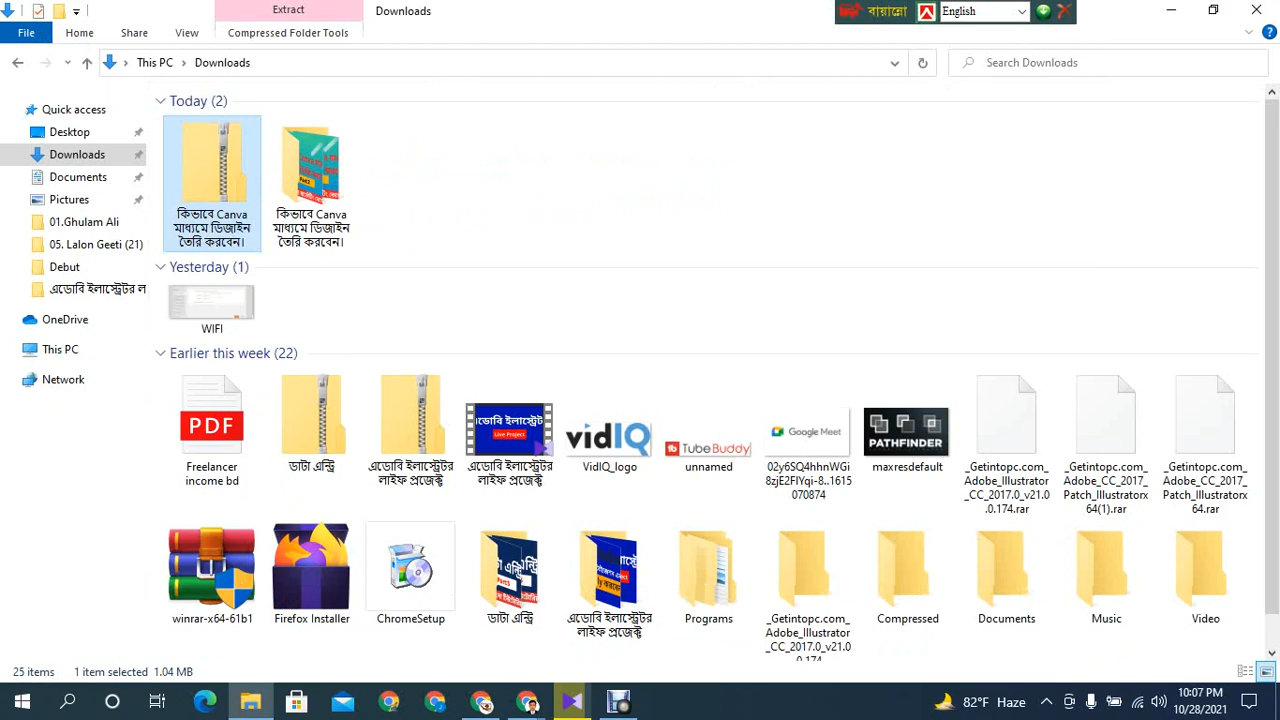 Extract
Downloads
বায়ান্নো
English
File
Home
Share
View
Compressed Folder Tools
This PC
Downloads
Search Downloads
Quick access
Desktop
Downloads
Documents
Pictures
01.Ghulam Ali
05. Lalon Geeti (21)
Debut
এডোবি ইলাস্ট্রেটর ল
OneDrive
This PC
Network
Today (2)
কিভাবে Canva
মাধ্যমে ডিজাইন
তৈরি করবেন।
কিভাবে Canva
মাধ্যমে ডিজাইন
তৈরি করবেন।
Yesterday (1)
WIFI
Earlier this week (22)
PDF
Freelancer
income bd
ডাটা এন্ট্রি
এডোবি ইলাস্ট্রেটর
লাইফ প্রজেক্ট
Live Project
এডোবি ইলাস্ট্রেটর
লাইফ প্রজেক্ট
vidIQ
VidIQ_logo
TubeBuddy
unnamed
Google Meet
02y6SQ4hhnWGi
8zjE2FIYqi-8..1615
070874
PATHFINDER
maxresdefault
_Getintopc.com_
Adobe_Illustrator
_CC_2017.0_v21.0
.0.174.rar
_Getintopc.com_
Adobe_CC_2017_
Patch_Illustratorx
64(1).rar
_Getintopc.com_
Adobe_CC_2017_
Patch_Illustratorx
64.rar
winrar-x64-61b1
Firefox Installer
ChromeSetup
ডাটা এন্ট্রি
এডোবি ইলাস্ট্রেটর
লাইফ প্রজেক্ট
Programs
_Getintopc.com_
Adobe_Illustrator
_CC_2017.0_v21.0
.0.174
Compressed
Documents
Music
Video
25 items
1 item selected 1.04 MB
82°F Haze
10:07 PM
10/28/2021